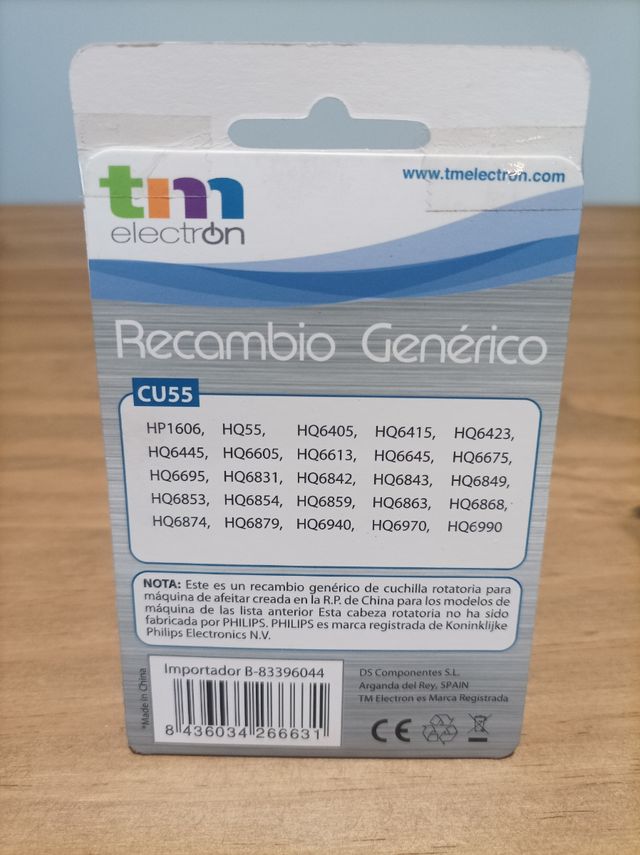 tm
electron
www.tmelectron.com
Recambio Genérico
CU55
HP1606, HQ55, HQ6405, HQ6415, HQ6423,
HQ6445, HQ6605, HQ6613, HQ6645, HQ6675,
HQ6695, HQ6831, HQ6842, HQ6843, HQ6849,
HQ6853, HQ6854, HQ6859, HQ6863, HQ6868,
HQ6874, HQ6879, HQ6940, HQ6970, HQ6990
NOTA: Este es un recambio genérico de cuchilla rotatoria para
máquina de afeitar creada en la R.P. de China para los modelos de
máquina de las lista anterior Esta cabeza rotatoria no ha sido
fabricada por PHILIPS. PHILIPS es marca registrada de Koninklijke
Philips Electronics N.V.
*Made in China
Importador B-83396044
8 436034 266631
DS Componentes S.L.
Arganda del Rey, SPAIN
TM Electron es Marca Registrada
CE